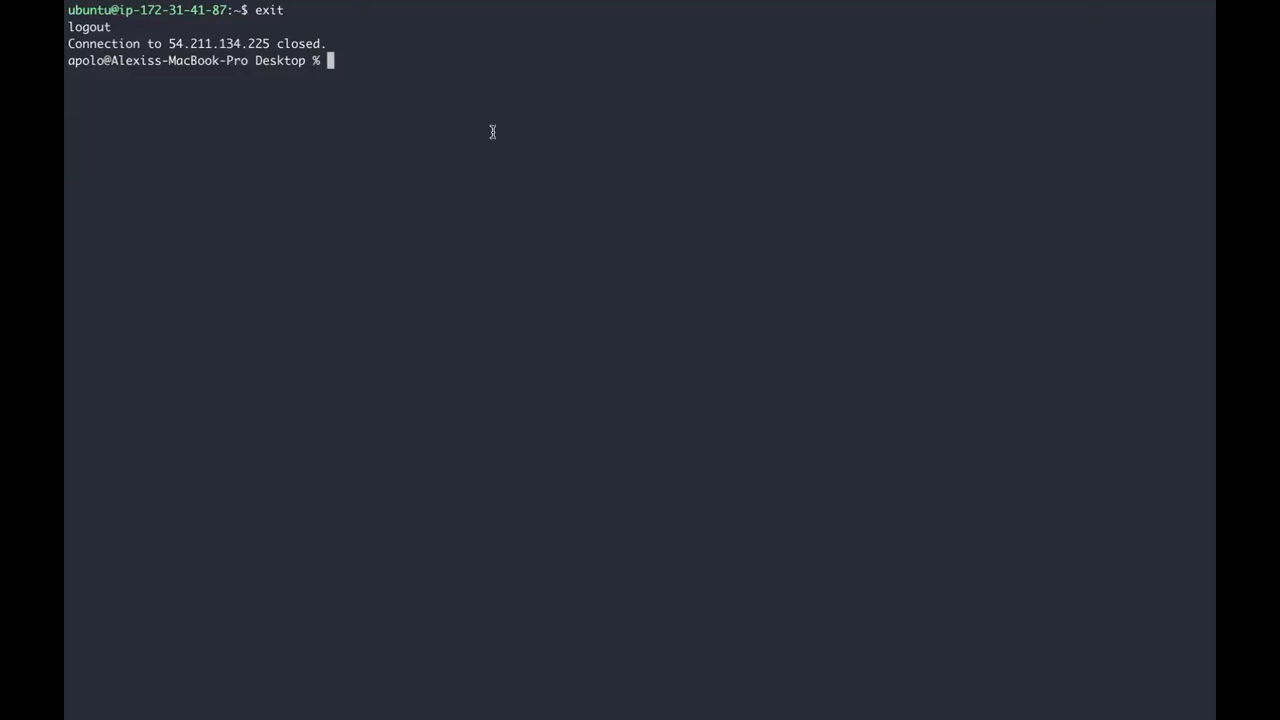 ubuntu@ip-172-31-41-87:~$ exit
logout
Connection to 54.211.134.225 closed.
apolo@Alexiss-MacBook-Pro Desktop %